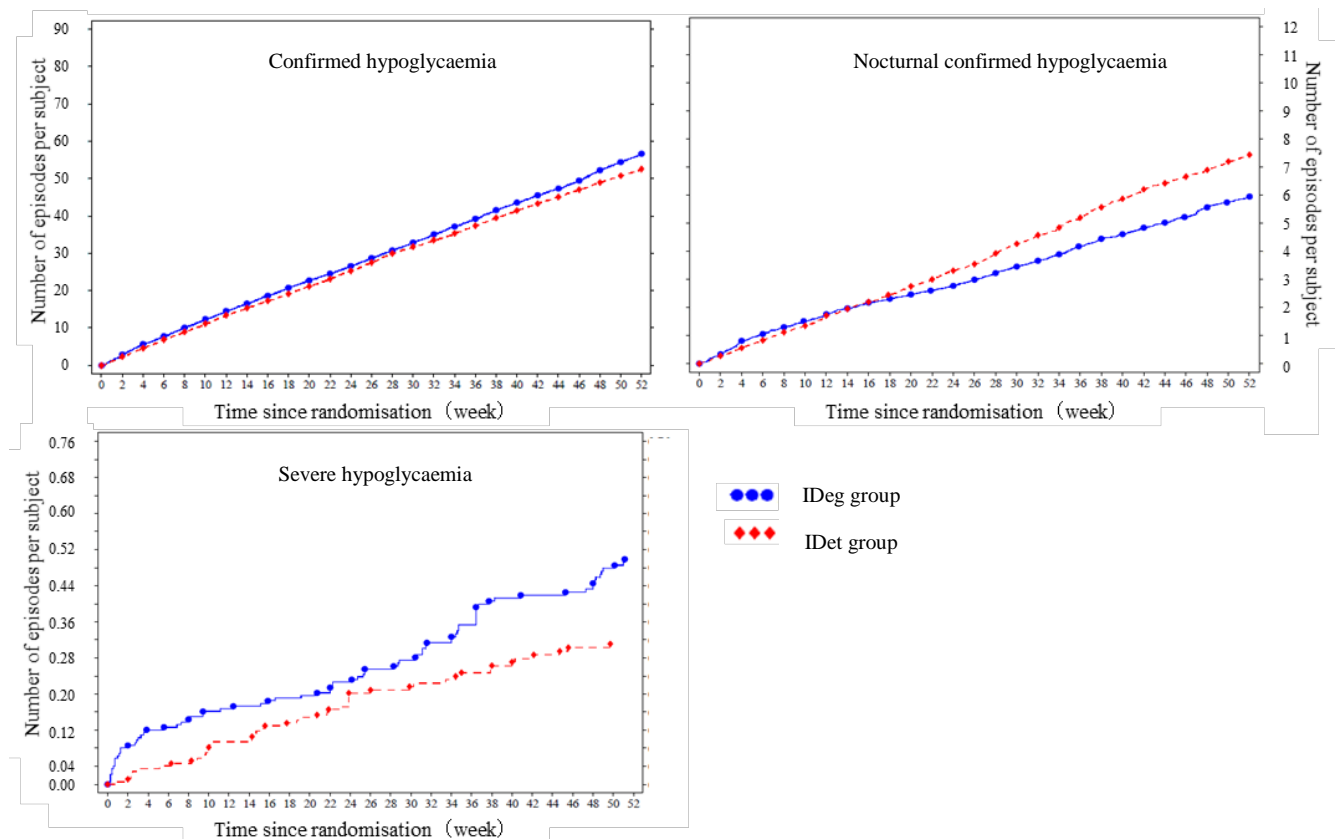 Confirmed hypoglycaemia
Number of episodes per subject
90
80
70
60
50
40
30
20
10
0
0 2 4 6 8 10 12 14 16 18 20 22 24 26 28 30 32 34 36 38 40 42 44 46 48 50 52
Time since randomisation (week)
Nocturnal confirmed hypoglycaemia
Number of episodes per subject
12
11
10
9
8
7
6
5
4
3
2
1
0
0 2 4 6 8 10 12 14 16 18 20 22 24 26 28 30 32 34 36 38 40 42 44 46 48 50 52
Time since randomisation (week)
Severe hypoglycaemia
Number of episodes per subject
0.76
0.68
0.60
0.52
0.44
0.36
0.28
0.20
0.12
0.04
0.00
0 2 4 6 8 10 12 14 16 18 20 22 24 26 28 30 32 34 36 38 40 42 44 46 48 50 52
Time since randomisation (week)
IDeg group
IDet group